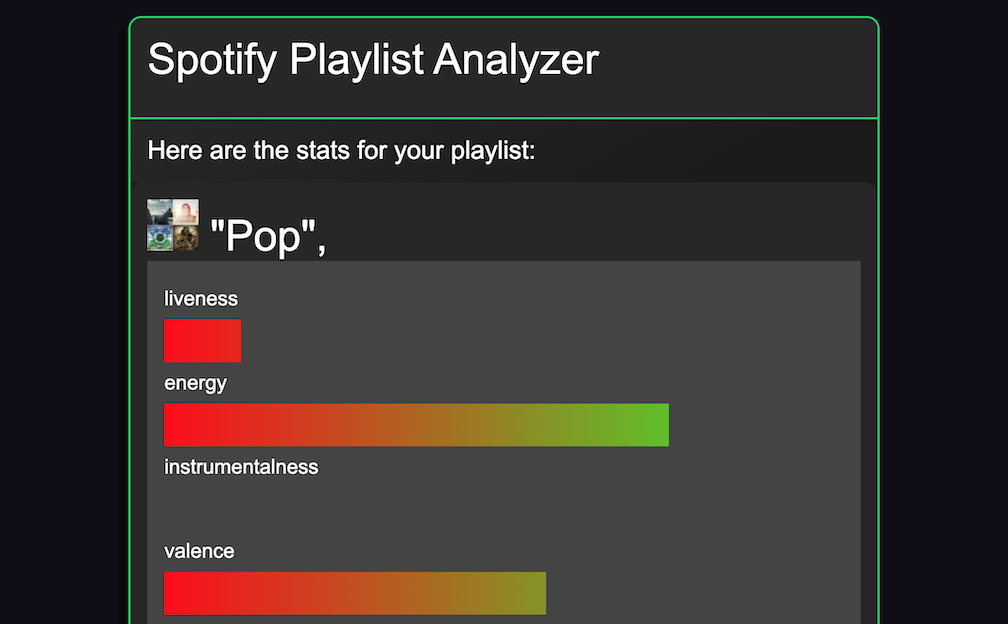 Spotify Playlist Analyzer
Here are the stats for your playlist:
"Pop",
liveness
energy
instrumentalness
valence